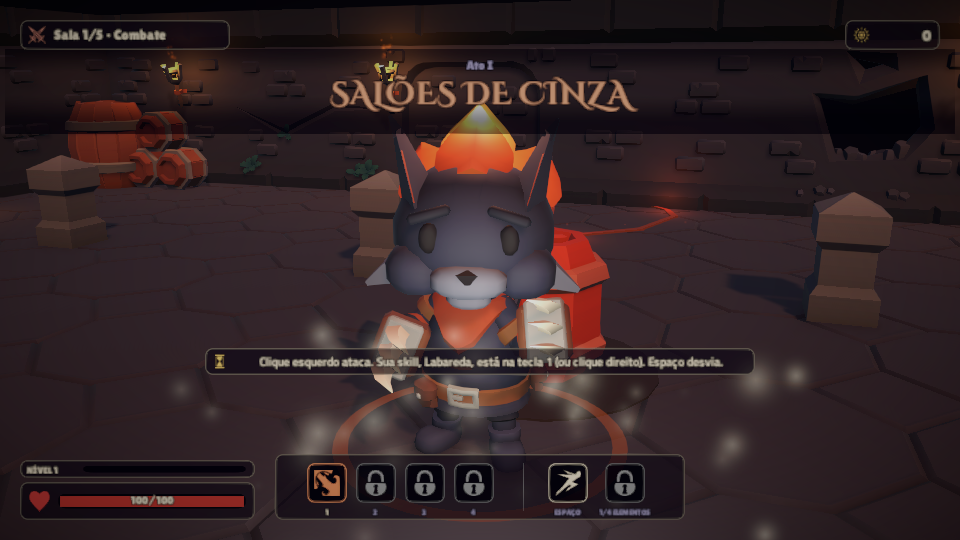 Sala 1/5 - Combate
0
Ato I
SALÕES DE CINZA
Clique esquerdo ataca. Sua skill, Labareda, está na tecla 1 (ou clique direito). Espaço desvia.
NÍVEL 1
100/100
1
2
3
4
ESPAÇO
1/4 ELEMENTOS